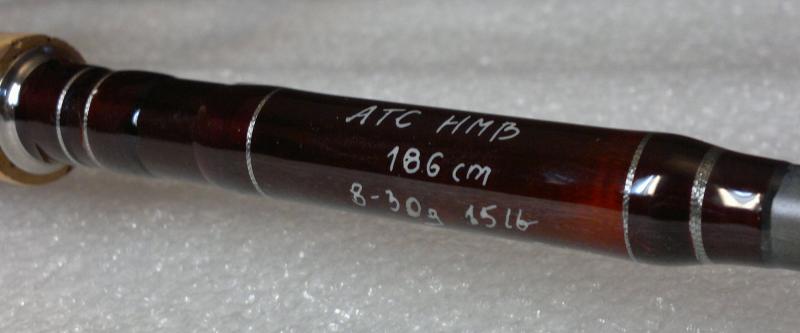 ATC HMB
186 cm
8-30g 15lb